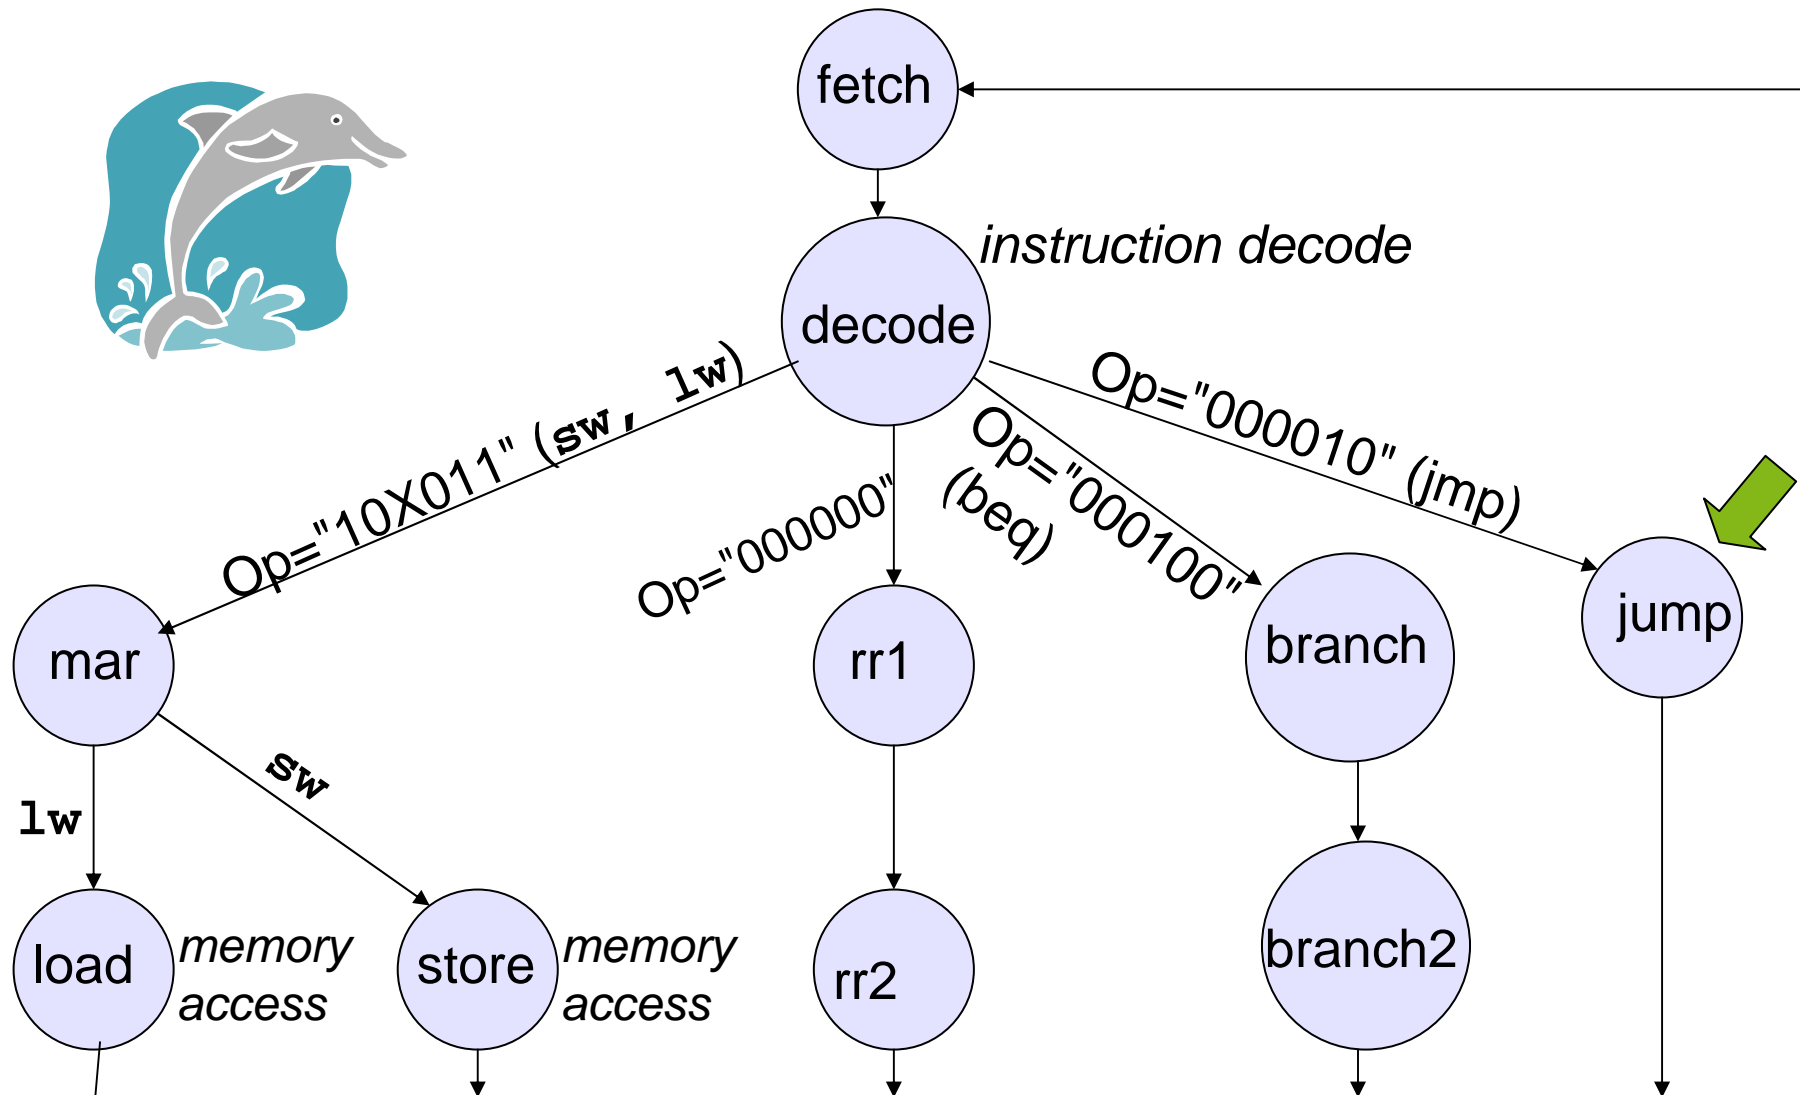 fetch
instruction decode
decode
Op="10X011" (sw, lw)
Op="000000"
Op="000100"
(beq)
Op="000010" (jmp)
mar
rr1
branch
jump
lw
sw
load
memory
access
store
memory
access
rr2
branch2